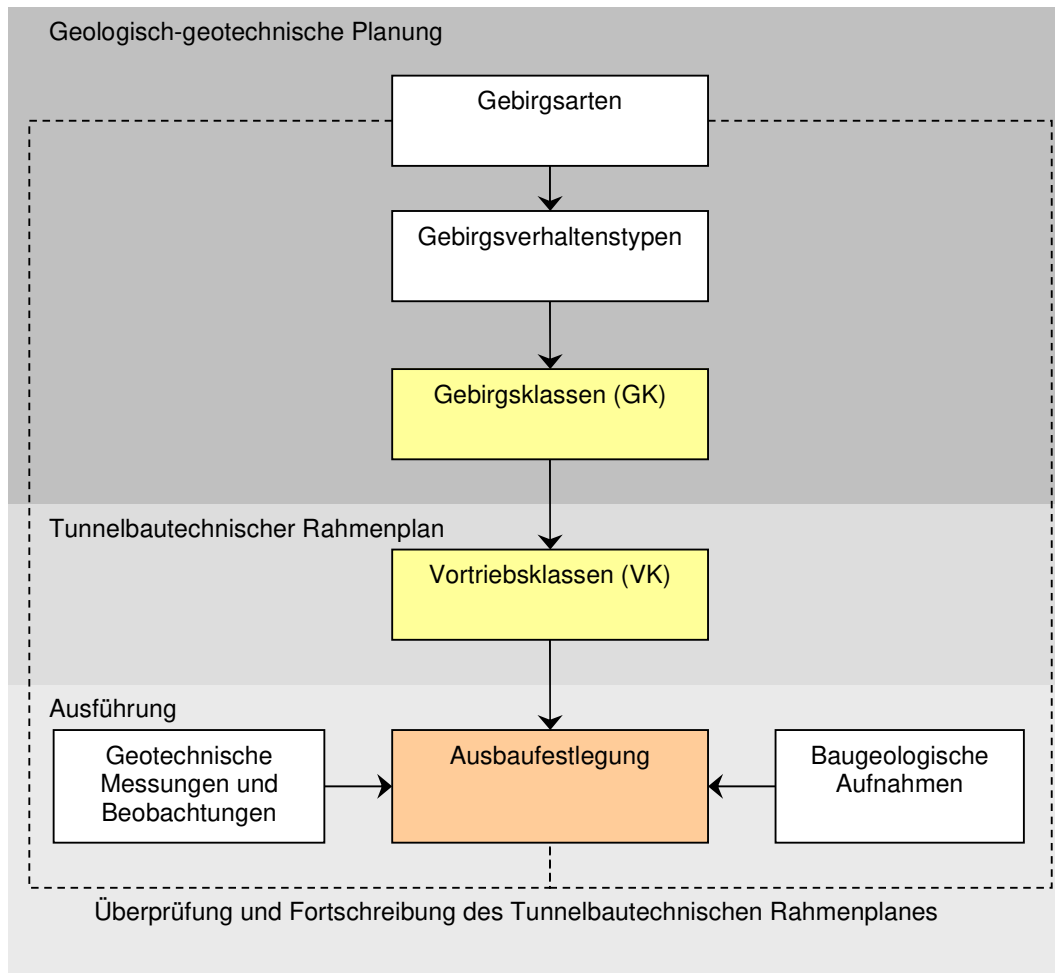 Geologisch-geotechnische Planung
Gebirgsarten
Gebirgsverhaltenstypen
Gebirgsklassen (GK)
Tunnelbautechnischer Rahmenplan
Vortriebsklassen (VK)
Ausführung
Geotechnische
Messungen und
Beobachtungen
Ausbaufestlegung
Baugeologische
Aufnahmen
Überprüfung und Fortschreibung des Tunnelbautechnischen Rahmenplanes